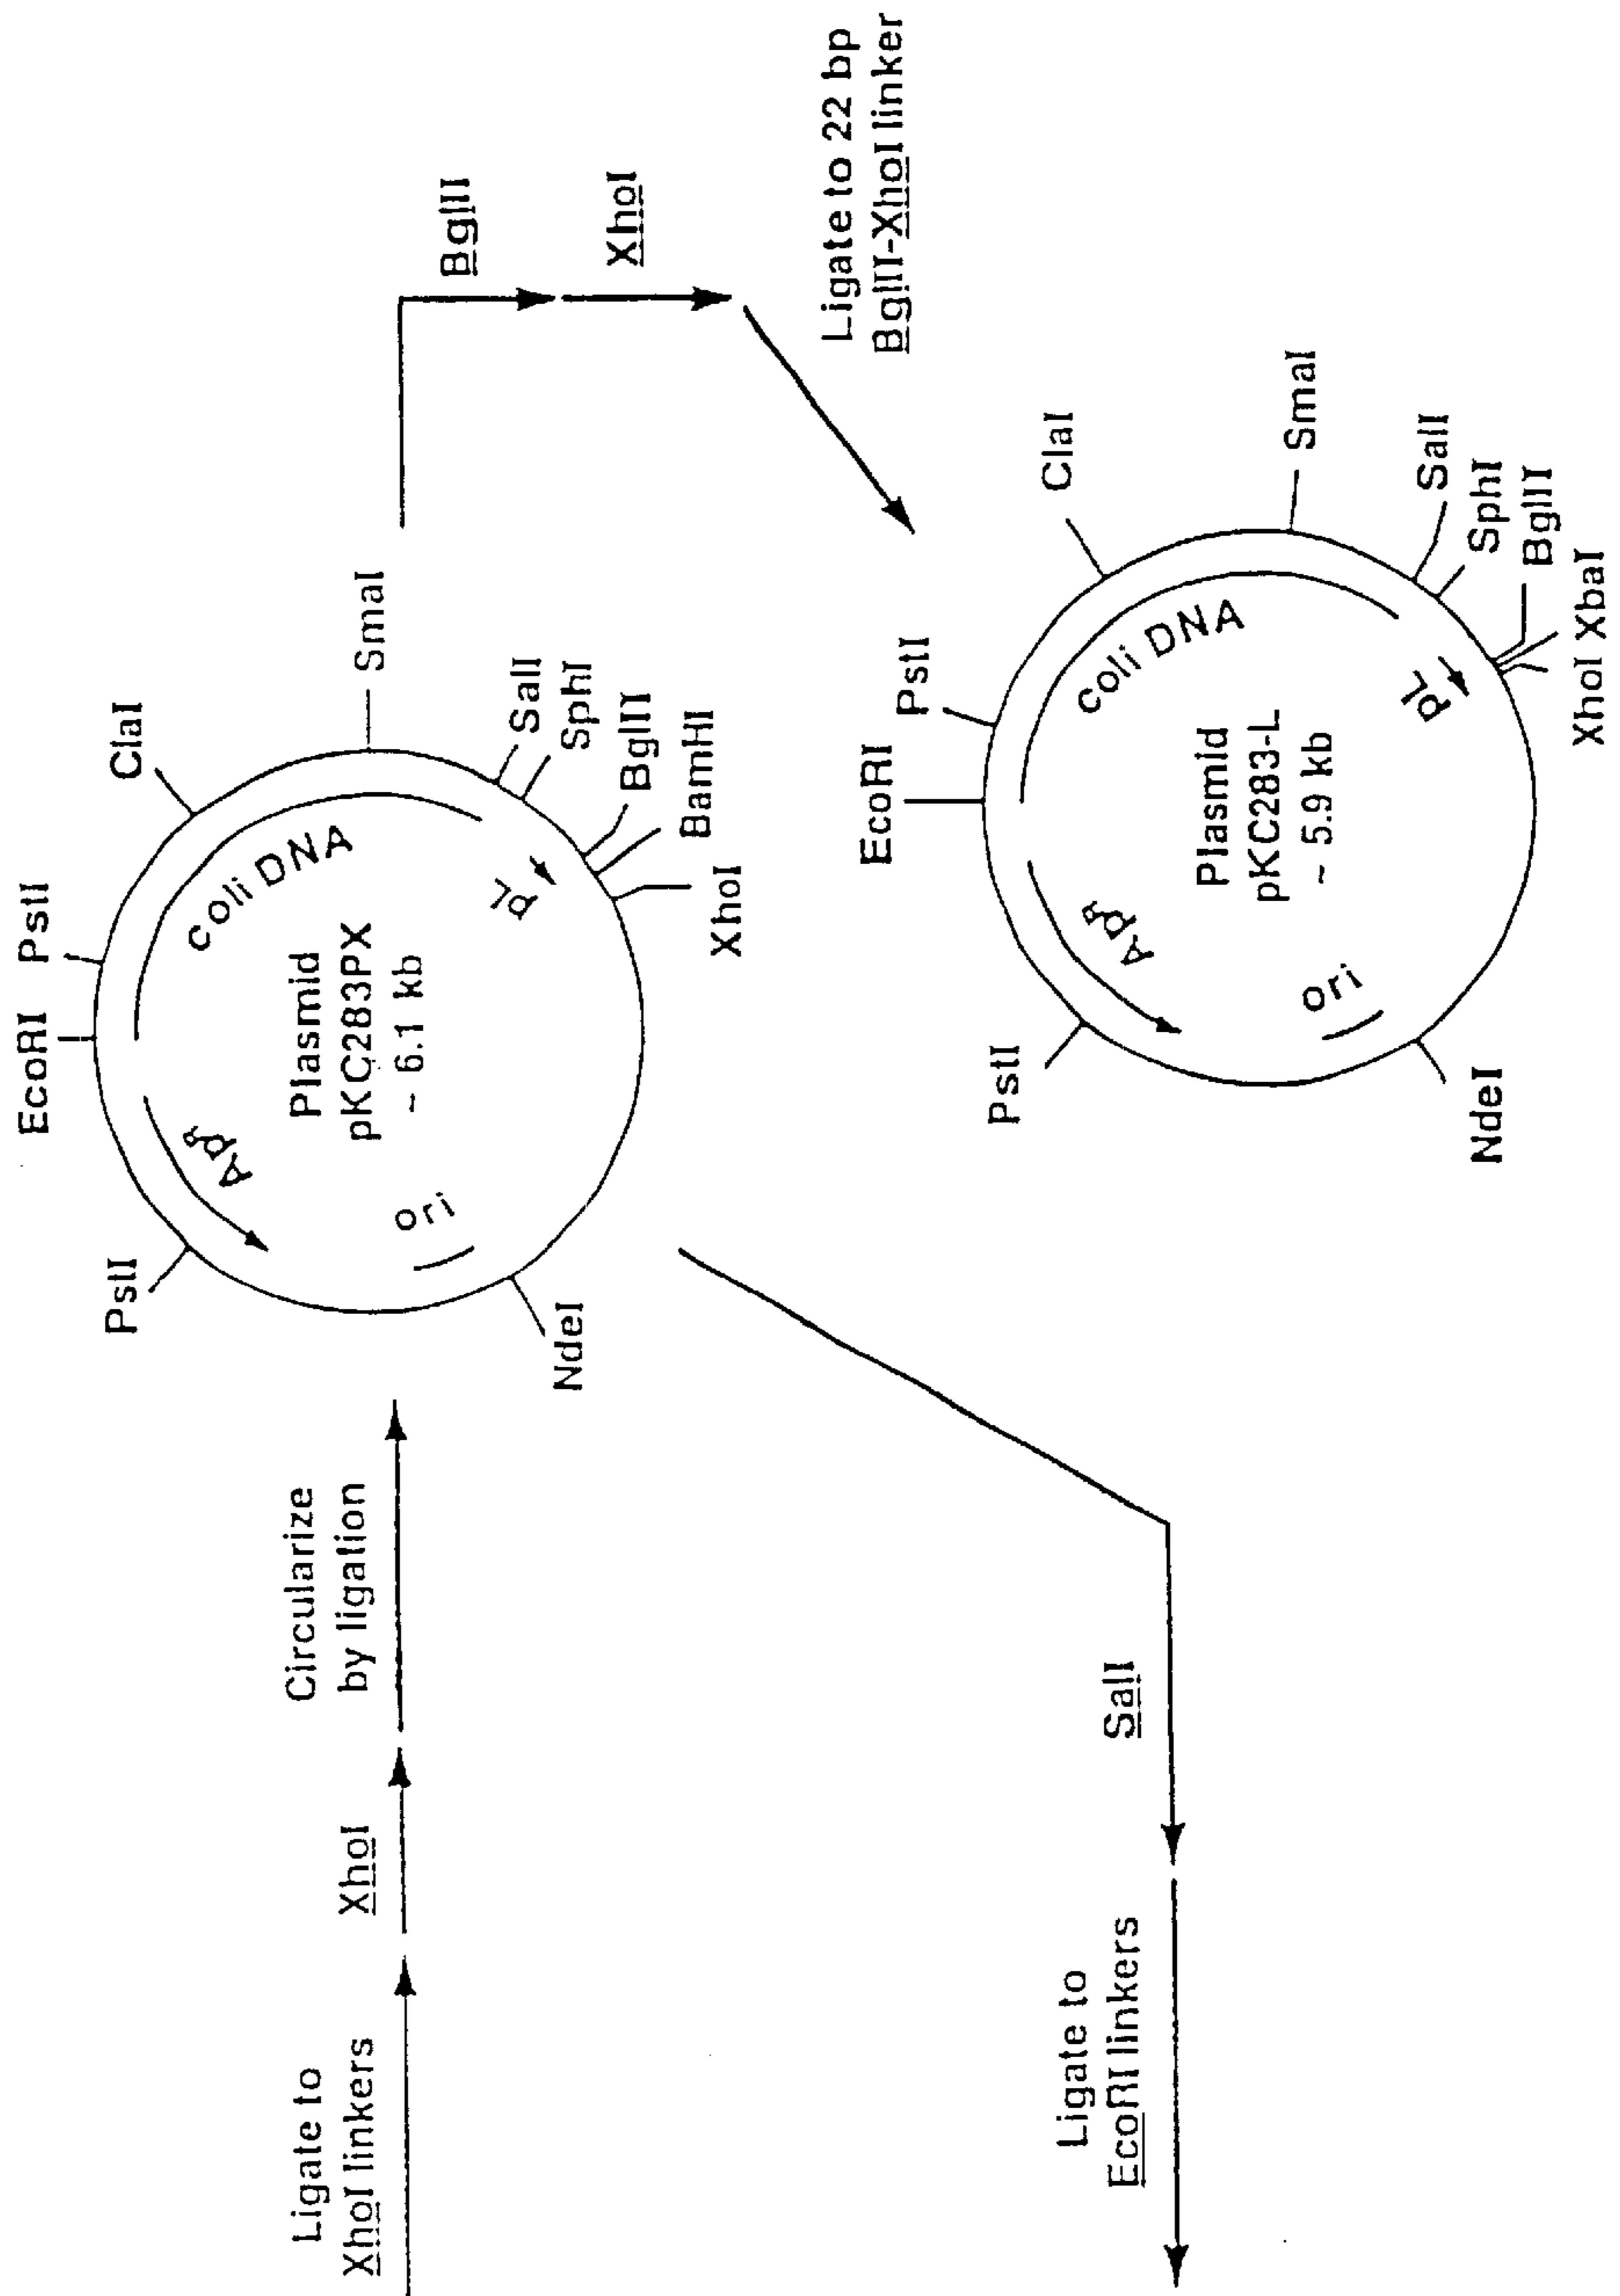 Ligate to
XhoI linkers
XhoI
Circularize
by ligation
EcoRI
PstI
ClaI
SmaI
SalI
SphI
BglII
BamHI
XhoI
NdeI
PstI
coli DNA
pL
ApR
ori
Plasmid
pKC283PX
~ 6.1 kb
BglII
XhoI
Ligate to 22 bp
BglII-XhoI linker
EcoRI
PstI
ClaI
SmaI
SalI
SphI
BglII
XbaI
XhoI
NdeI
PstI
coli DNA
pL
ApR
ori
Plasmid
pKC283-L
~ 5.9 kb
SalI
Ligate to
EcoRI linkers